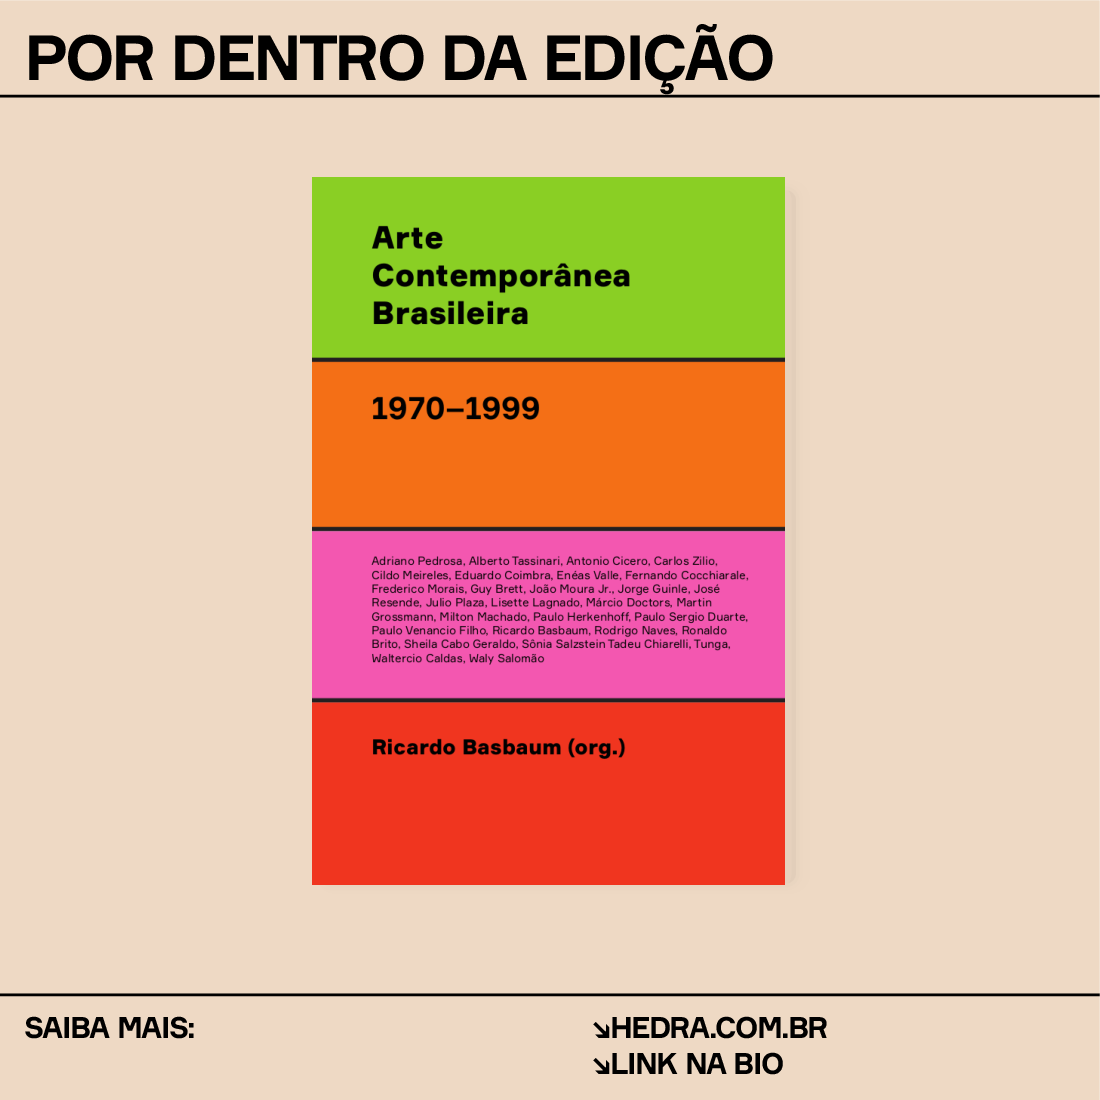 POR DENTRO DA EDIÇÃO
Arte
Contemporânea
Brasileira
1970–1999
Adriano Pedrosa, Alberto Tassinari, Antonio Cicero, Carlos Zilio,
Cildo Meireles, Eduardo Coimbra, Enéas Valle, Fernando Cocchiarale,
Frederico Morais, Guy Brett, João Moura Jr., Jorge Guinle, José
Resende, Julio Plaza, Lisette Lagnado, Márcio Doctors, Martin
Grossmann, Milton Machado, Paulo Herkenhoff, Paulo Sergio Duarte,
Paulo Venancio Filho, Ricardo Basbaum, Rodrigo Naves, Ronaldo
Brito, Sheila Cabo Geraldo, Sônia Salzstein Tadeu Chiarelli, Tunga,
Waltercio Caldas, Waly Salomão
Ricardo Basbaum (org.)
SAIBA MAIS:
↘HEDRA.COM.BR
↘LINK NA BIO